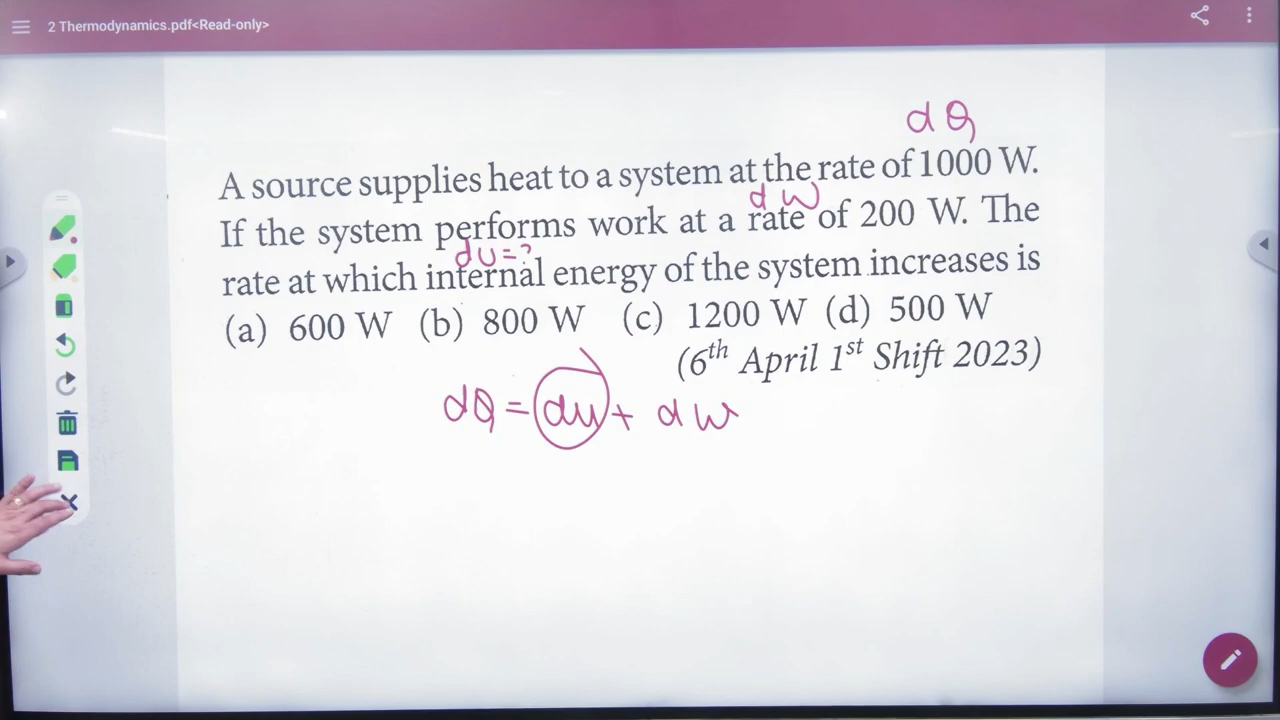 2 Thermodynamics.pdf<Read-only>
dQ
A source supplies heat to a system at the rate of 1000 W.
dW
If the system performs work at a rate of 200 W. The
du=?
rate at which internal energy of the system increases is
(a) 600 W (b) 800 W (c) 1200 W (d) 500 W
(6th April 1st Shift 2023)
dQ = du + dw